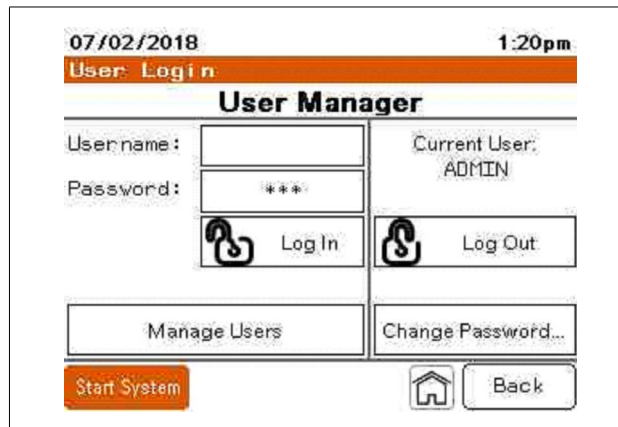 07/02/2018 1:20pm
User Login
User Manager
Username:
Current User:
ADMIN
Password: ***
Log In
Log Out
Manage Users
Change Password...
Start System
Back